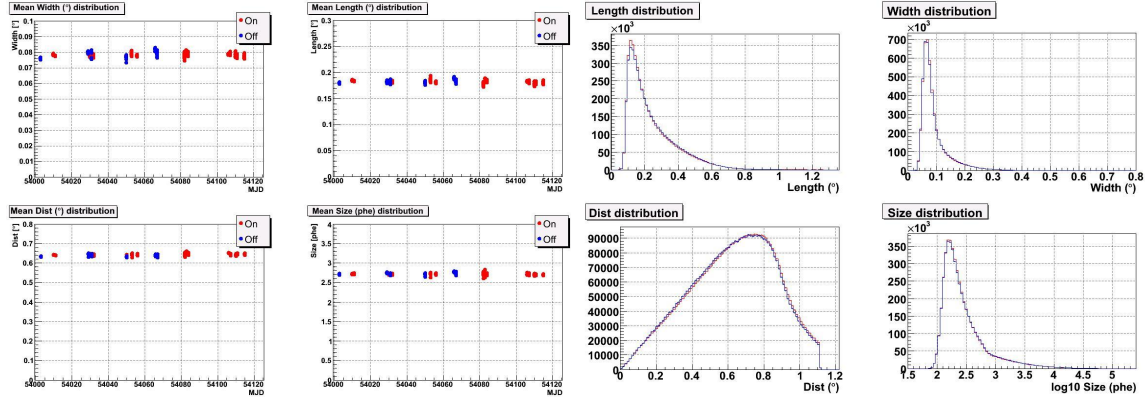 Mean Width (°) distribution
Width [°]
0.1
0.09
0.08
0.07
0.06
0.05
0.04
0.03
0.02
0.01
0
54000 54020 54040 54060 54080 54100 54120
MJD
On
Off
Mean Length (°) distribution
Length [°]
0.3
0.25
0.2
0.15
0.1
0.05
0
54000 54020 54040 54060 54080 54100 54120
MJD
On
Off
Length distribution
×10³
350
300
250
200
150
100
50
0 0.2 0.4 0.6 0.8 1 1.2
Length (°)
Width distribution
×10³
700
600
500
400
300
200
100
0
0 0.1 0.2 0.3 0.4 0.5 0.6 0.7 0.8
Width (°)
Mean Dist (°) distribution
Dist [°]
0.8
0.7
0.6
0.5
0.4
0.3
0.2
0.1
0
54000 54020 54040 54060 54080 54100 54120
MJD
On
Off
Mean Size (phe) distribution
Size [phe]
4
3.5
3
2.5
2
1.5
1
0.5
0
54000 54020 54040 54060 54080 54100 54120
MJD
On
Off
Dist distribution
90000
80000
70000
60000
50000
40000
30000
20000
10000
0 0.2 0.4 0.6 0.8 1 1.2
Dist (°)
Size distribution
×10³
350
300
250
200
150
100
50
0
1.5 2 2.5 3 3.5 4 4.5 5
log10 Size (phe)